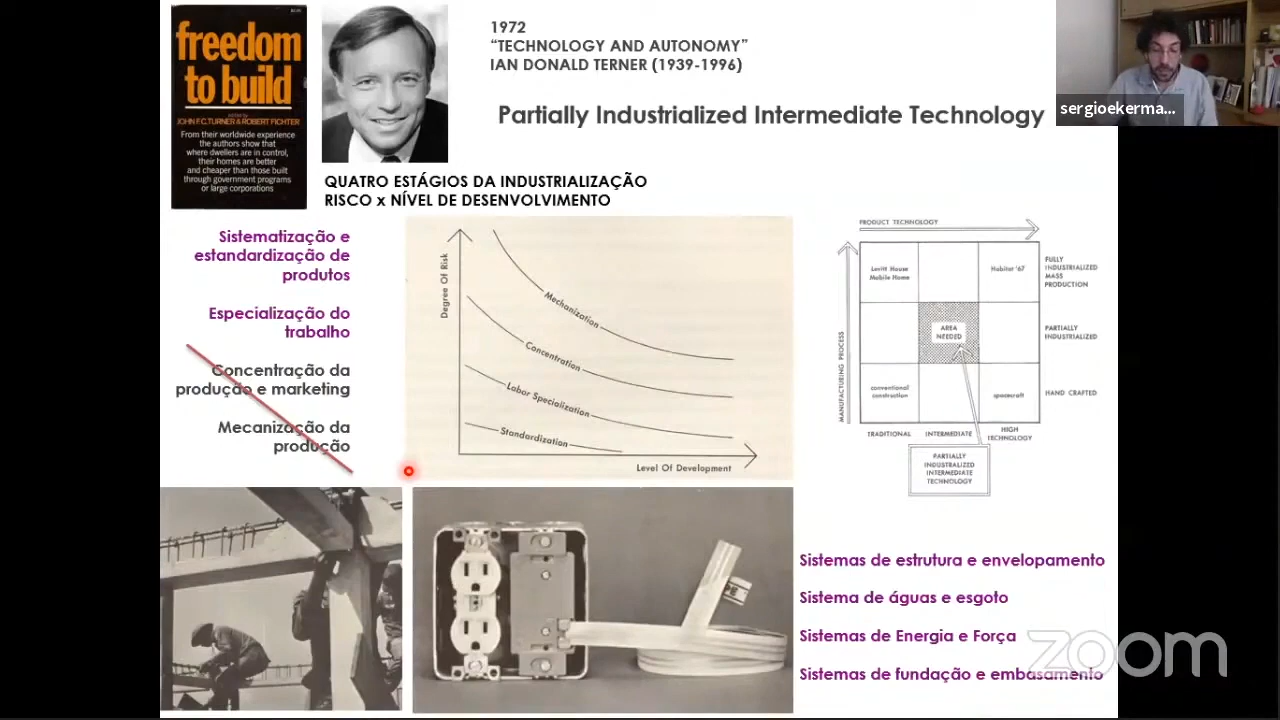 freedom
to build
edited by
JOHN F.C. TURNER & ROBERT FICHTER
From their worldwide experience
the authors show that
where dwellers are in control,
their homes are better
and cheaper than those built
through government programs
or large corporations
1972
“TECHNOLOGY AND AUTONOMY”
IAN DONALD TERNER (1939-1996)
Partially Industrialized Intermediate Technology
sergioekerma...
QUATRO ESTÁGIOS DA INDUSTRIALIZAÇÃO
RISCO x NÍVEL DE DESENVOLVIMENTO
Sistematização e
estandardização de
produtos
Especialização do
trabalho
Concentração da
produção e marketing
Mecanização da
produção
Degree Of Risk
Mechanization
Concentration
Labor Specialization
Standardization
Level Of Development
PRODUCT TECHNOLOGY
MANUFACTURING PROCESS
Levitt House
Mobile Home
Habitat '67
FULLY
INDUSTRIALIZED
MASS
PRODUCTION
AREA
NEEDED
PARTIALLY
INDUSTRIALIZED
conventional
construction
spacecraft
HAND CRAFTED
TRADITIONAL
INTERMEDIATE
HIGH
TECHNOLOGY
PARTIALLY
INDUSTRIALIZED
INTERMEDIATE
TECHNOLOGY
Sistemas de estrutura e envelopamento
Sistema de águas e esgoto
Sistemas de Energia e Força
Sistemas de fundação e embasamento
zoom